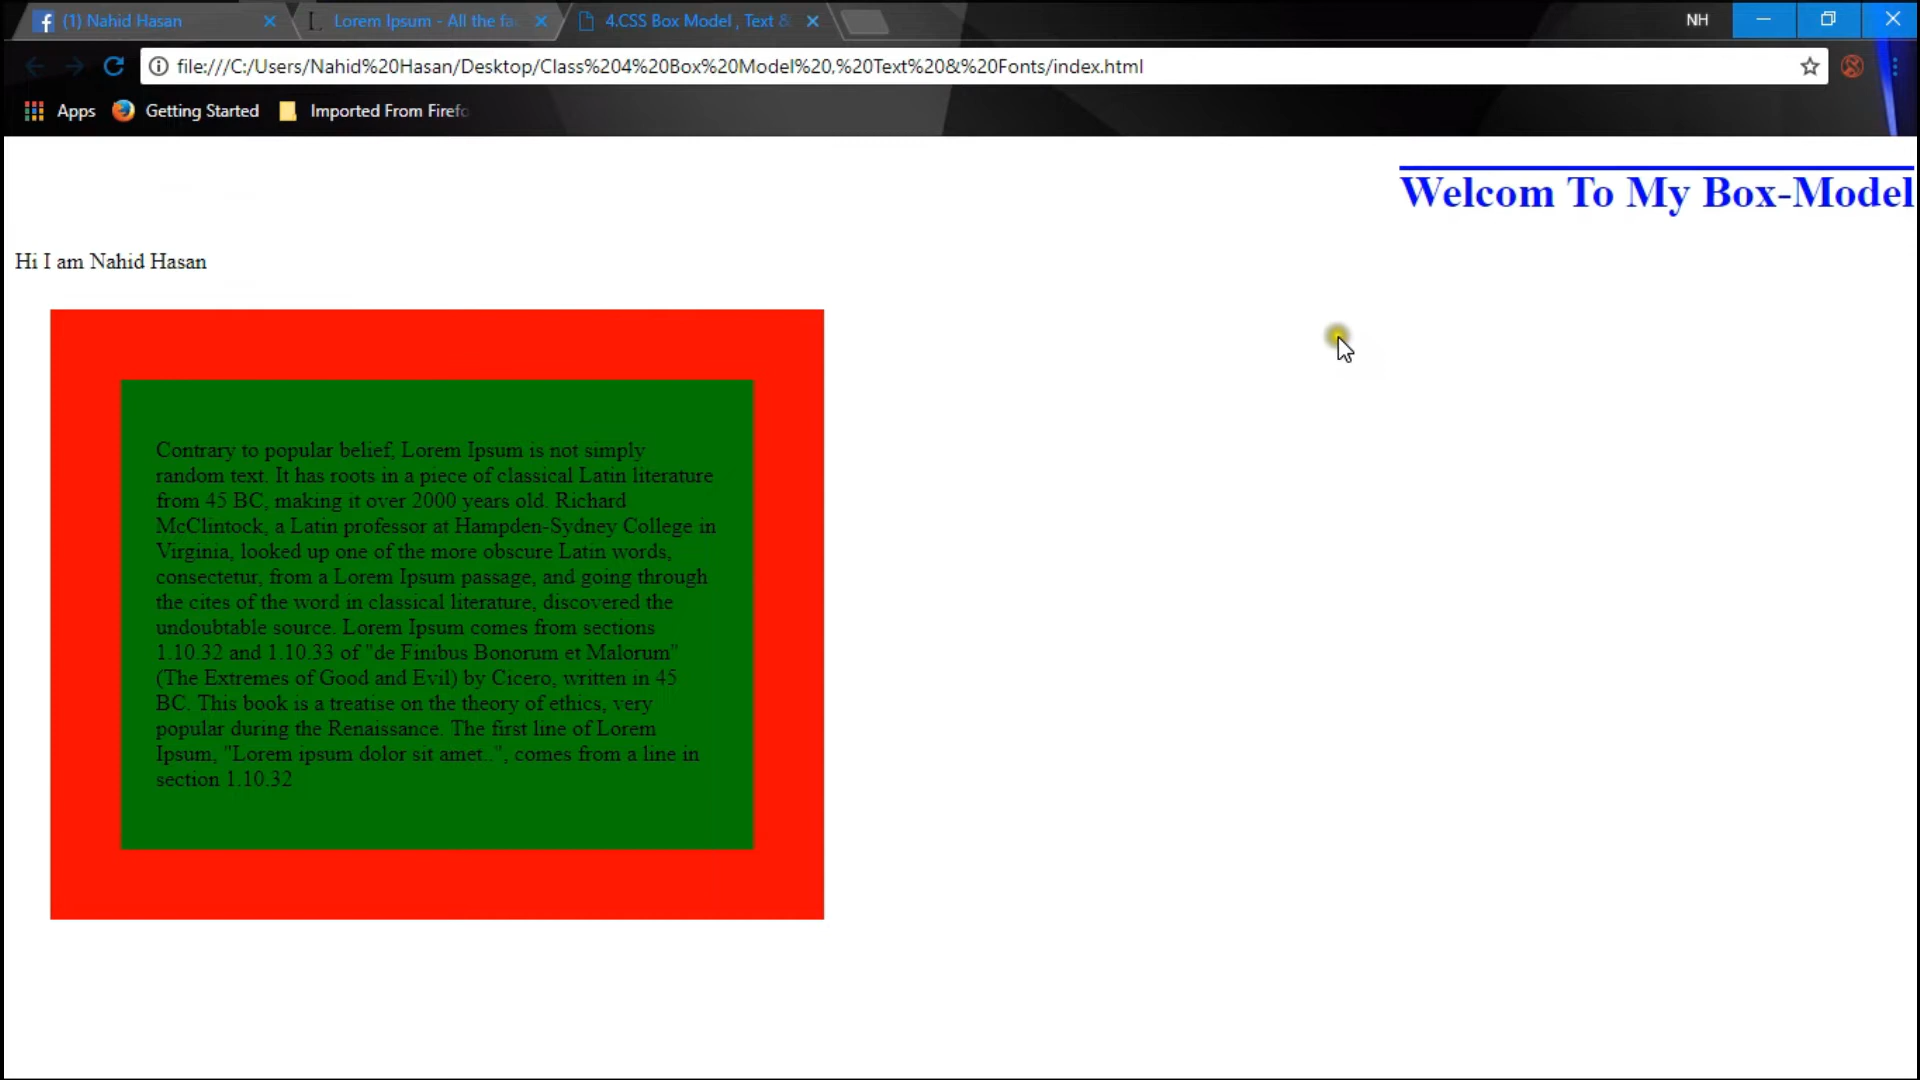 (1) Nahid Hasan
Lorem Ipsum - All the fa
4.CSS Box Model , Text &
NH
file:///C:/Users/Nahid%20Hasan/Desktop/Class%204%20Box%20Model%20,%20Text%20&%20Fonts/index.html
Apps
Getting Started
Imported From Firefo
Welcom To My Box-Model
Hi I am Nahid Hasan
Contrary to popular belief, Lorem Ipsum is not simply
random text. It has roots in a piece of classical Latin literature
from 45 BC, making it over 2000 years old. Richard
McClintock, a Latin professor at Hampden-Sydney College in
Virginia, looked up one of the more obscure Latin words,
consectetur, from a Lorem Ipsum passage, and going through
the cites of the word in classical literature, discovered the
undoubtable source. Lorem Ipsum comes from sections
1.10.32 and 1.10.33 of "de Finibus Bonorum et Malorum"
(The Extremes of Good and Evil) by Cicero, written in 45
BC. This book is a treatise on the theory of ethics, very
popular during the Renaissance. The first line of Lorem
Ipsum, "Lorem ipsum dolor sit amet..", comes from a line in
section 1.10.32